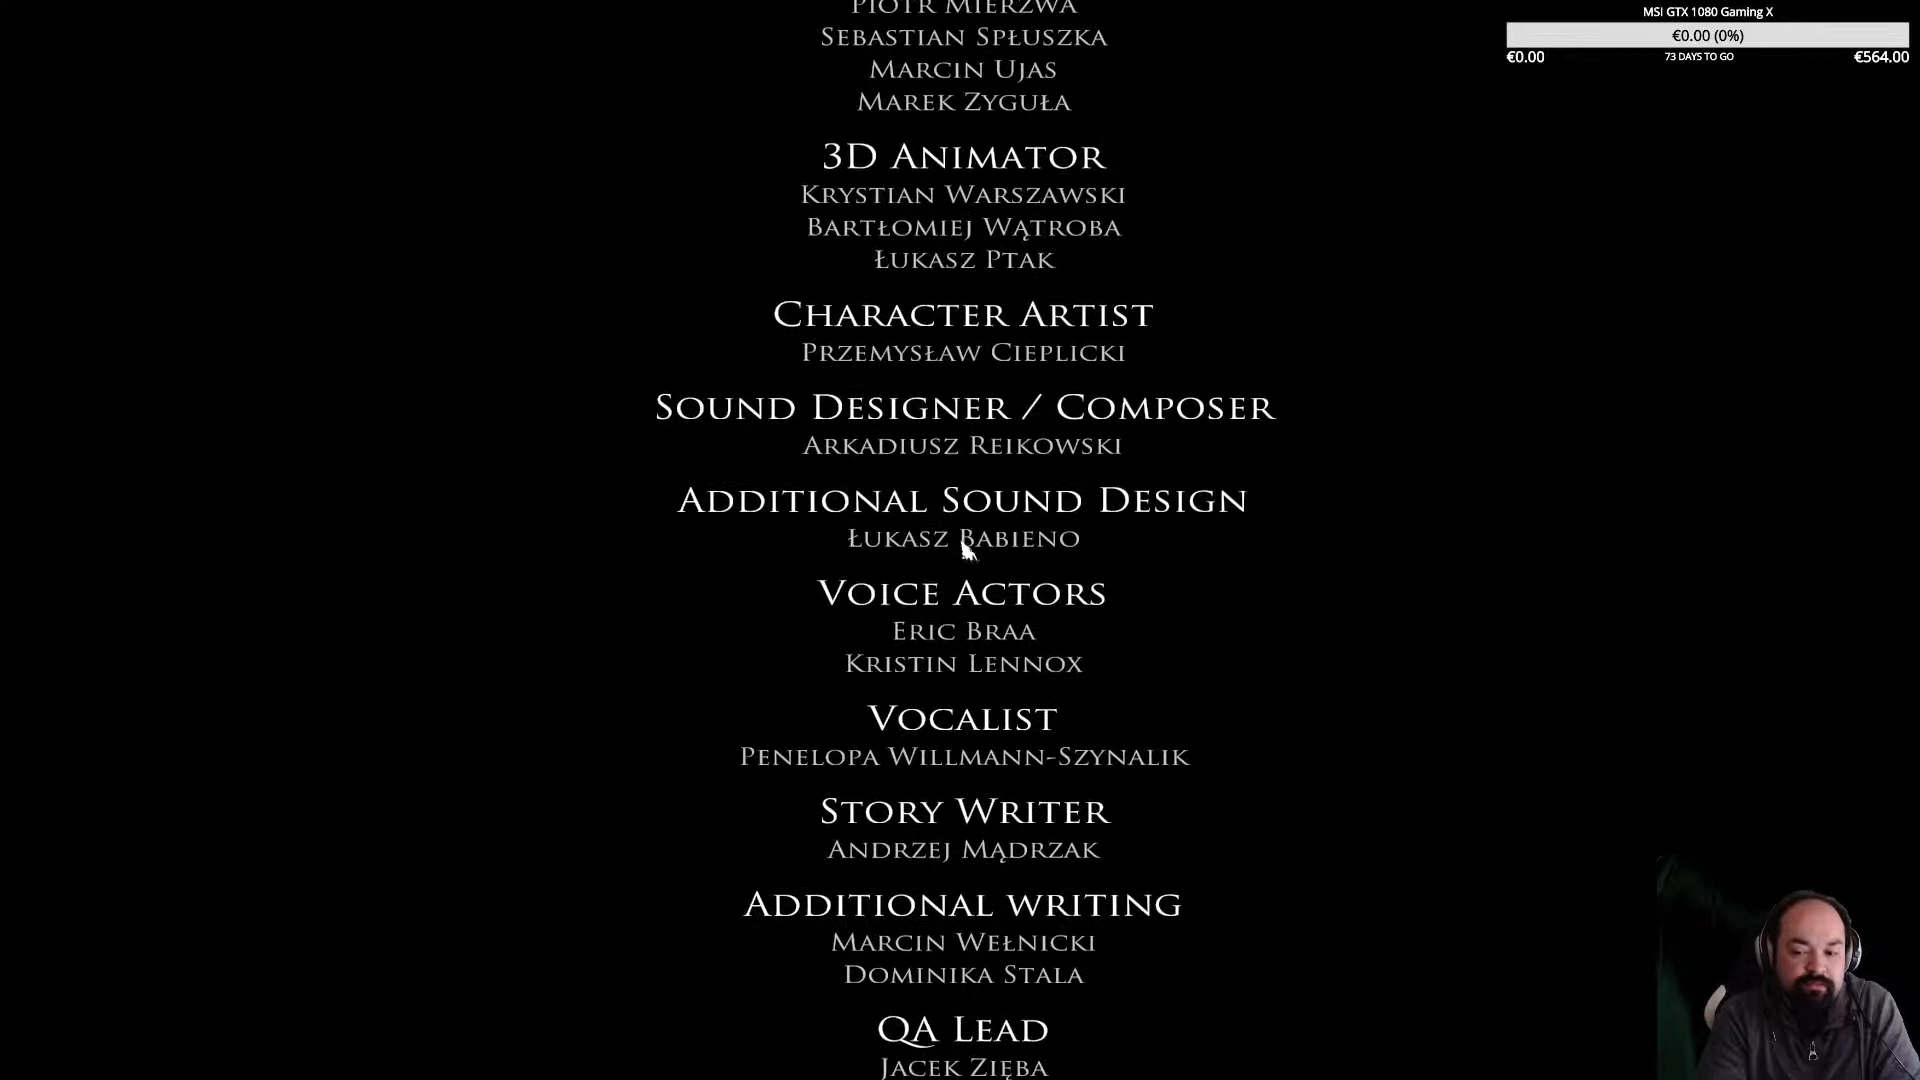 Piotr Mierzwa
Sebastian Spłuszka
Marcin Ujas
Marek Zyguła
3D Animator
Krystian Warszawski
Bartłomiej Wątroba
Łukasz Ptak
Character Artist
Przemysław Cieplicki
Sound Designer / Composer
Arkadiusz Reikowski
Additional Sound Design
Łukasz Babieno
Voice Actors
Eric Braa
Kristin Lennox
Vocalist
Penelopa Willmann-Szynalik
Story Writer
Andrzej Mądrzak
Additional writing
Marcin Wełnicki
Dominika Stala
QA Lead
Jacek Zięba
MSI GTX 1080 Gaming X
€0.00 (0%)
€0.00 73 DAYS TO GO €564.00